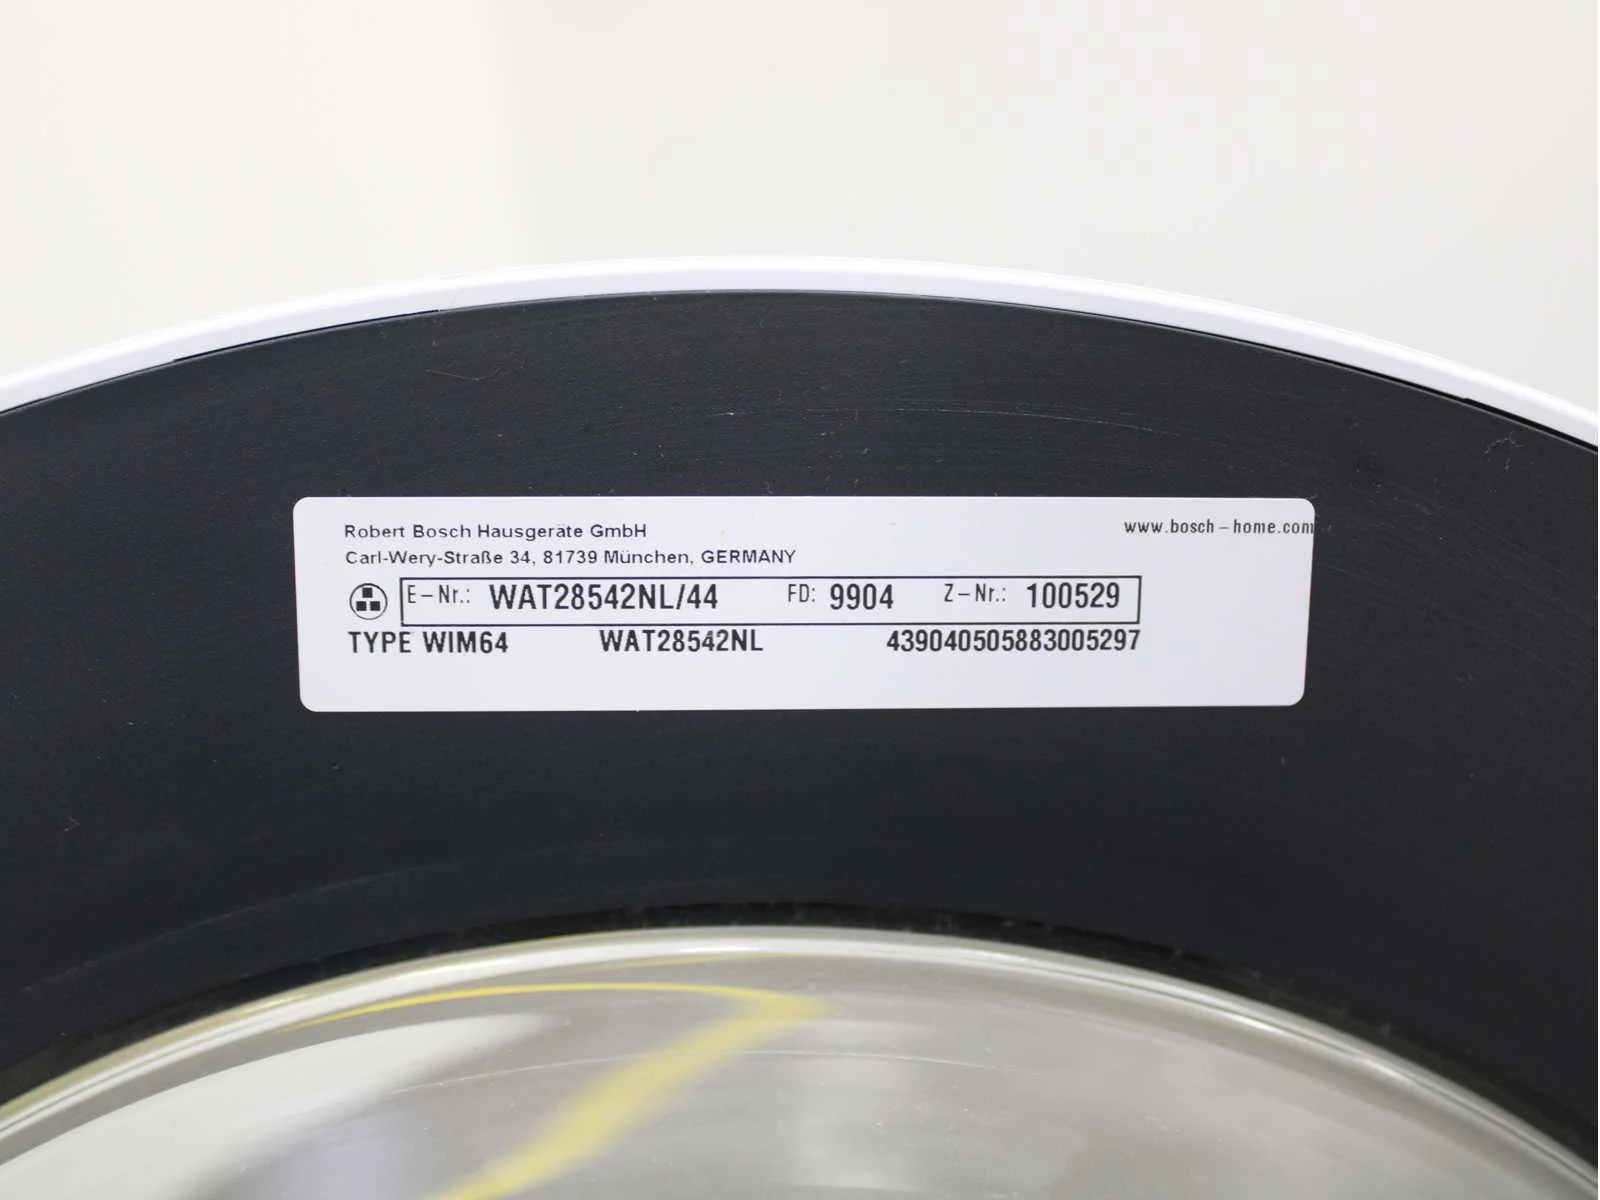 Robert Bosch Hausgeräte GmbH
www.bosch-home.com
Carl-Wery-Straße 34, 81739 München, GERMANY
E-Nr.: WAT28542NL/44 FD: 9904 Z-Nr.: 100529
TYPE WIM64 WAT28542NL 439040505883005297